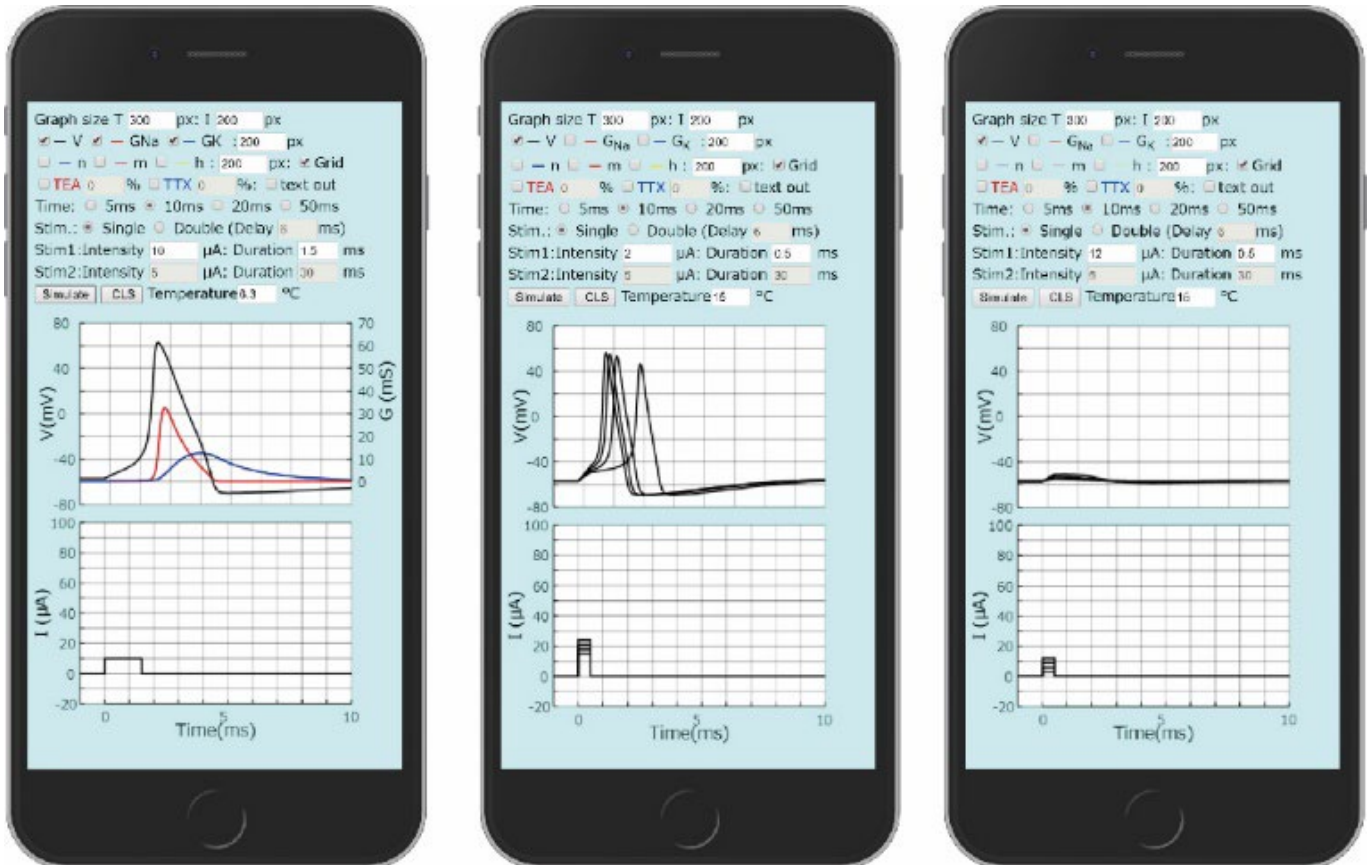 Graph size T 300 px: I 200 px
V GNa GK : 200 px
n m h : 200 px: Grid
TEA 0 % TTX 0 %: text out
Time: 5ms 10ms 20ms 50ms
Stim.: Single Double (Delay 6 ms)
Stim1:Intensity 10 µA: Duration 1.5 ms
Stim2:Intensity 5 µA: Duration 30 ms
Simulate CLS Temperature 6.3 °C
80 70
60
40 50
40
0 30
20
-40 10
0
-80
V(mV)
G (mS)
100
80
60
40
20
0
-20
I (µA)
0 5 10
Time(ms)
Graph size T 300 px: I 200 px
V GNa GK : 200 px
n m h : 200 px: Grid
TEA 0 % TTX 0 %: text out
Time: 5ms 10ms 20ms 50ms
Stim.: Single Double (Delay 6 ms)
Stim1:Intensity 2 µA: Duration 0.5 ms
Stim2:Intensity 5 µA: Duration 30 ms
Simulate CLS Temperature 15 °C
80
40
0
-40
-80
V(mV)
100
80
60
40
20
0
-20
I (µA)
0 5 10
Time(ms)
Graph size T 300 px: I 200 px
V GNa GK : 200 px
n m h : 200 px: Grid
TEA 0 % TTX 0 %: text out
Time: 5ms 10ms 20ms 50ms
Stim.: Single Double (Delay 6 ms)
Stim1:Intensity 12 µA: Duration 0.5 ms
Stim2:Intensity 5 µA: Duration 30 ms
Simulate CLS Temperature °C
80
40
0
-40
-80
V(mV)
100
80
60
40
20
0
-20
I (µA)
0 5 10
Time(ms)